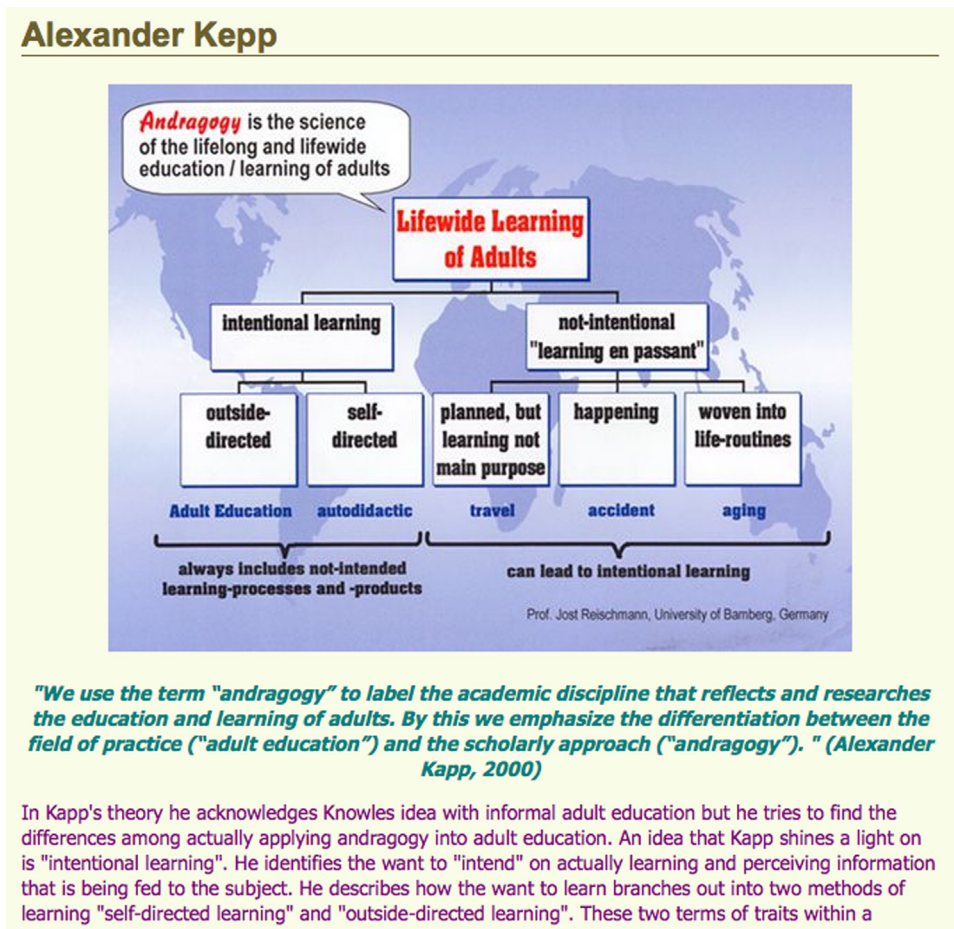 Alexander Kepp
Andragogy is the science
of the lifelong and lifewide
education / learning of adults
Lifewide Learning
of Adults
intentional learning
not-intentional
"learning en passant"
outside-
directed
self-
directed
planned, but
learning not
main purpose
happening
woven into
life-routines
Adult Education
autodidactic
travel
accident
aging
always includes not-intended
learning-processes and -products
can lead to intentional learning
Prof. Jost Reischmann, University of Bamberg, Germany
"We use the term “andragogy” to label the academic discipline that reflects and researches
the education and learning of adults. By this we emphasize the differentiation between the
field of practice (“adult education”) and the scholarly approach (“andragogy”). " (Alexander
Kapp, 2000)
In Kapp's theory he acknowledges Knowles idea with informal adult education but he tries to find the
differences among actually applying andragogy into adult education. An idea that Kapp shines a light on
is "intentional learning". He identifies the want to "intend" on actually learning and perceiving information
that is being fed to the subject. He describes how the want to learn branches out into two methods of
learning "self-directed learning" and "outside-directed learning". These two terms of traits within a